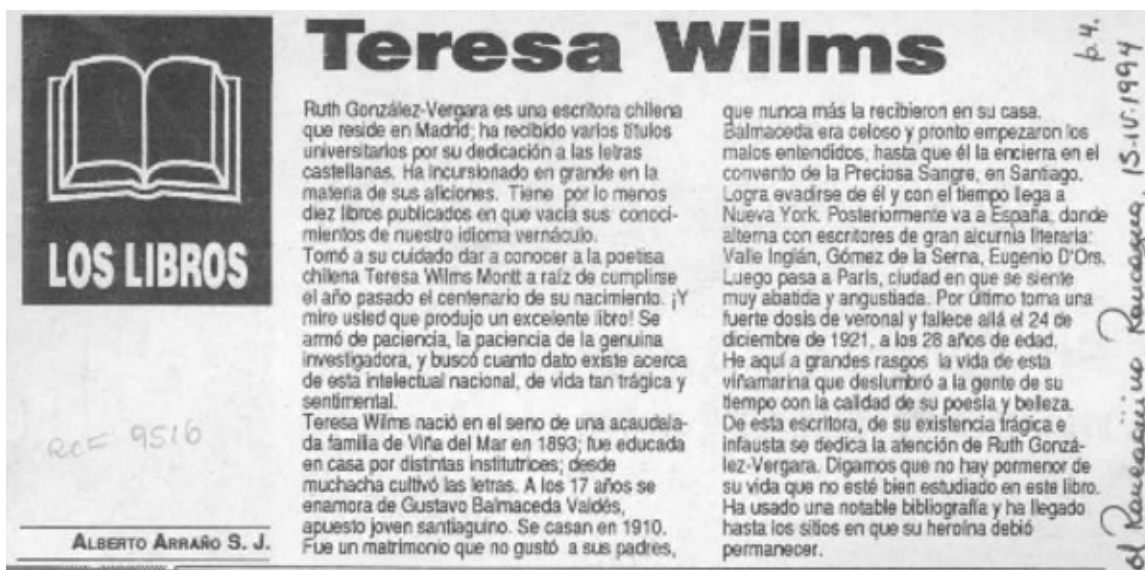 Teresa Wilms
LOS LIBROS
Rc= 9516
ALBERTO ARRAÑO S. J.
Ruth González-Vergara es una escritora chilena
que reside en Madrid; ha recibido varios títulos
universitarios por su dedicación a las letras
castellanas. Ha incursionado en grande en la
materia de sus aficiones. Tiene por lo menos
diez libros publicados en que vacía sus conoci-
mientos de nuestro idioma vernáculo.
Tomó a su cuidado dar a conocer a la poetisa
chilena Teresa Wilms Montt a raíz de cumplirse
el año pasado el centenario de su nacimiento. ¡Y
mire usted que produjo un excelente libro! Se
armó de paciencia, la paciencia de la genuina
investigadora, y buscó cuanto dato existe acerca
de esta intelectual nacional, de vida tan trágica y
sentimental.
Teresa Wilms nació en el seno de una acaudala-
da familia de Viña del Mar en 1893; fue educada
en casa por distintas institutrices; desde
muchacha cultivó las letras. A los 17 años se
enamora de Gustavo Balmaceda Valdés,
apuesto joven santiaguino. Se casan en 1910.
Fue un matrimonio que no gustó a sus padres,
que nunca más la recibieron en su casa.
Balmaceda era celoso y pronto empezaron los
malos entendidos, hasta que él la encierra en el
convento de la Preciosa Sangre, en Santiago.
Logra evadirse de él y con el tiempo llega a
Nueva York. Posteriormente va a España, donde
alterna con escritores de gran alcurnia literaria:
Valle Inglán, Gómez de la Serna, Eugenio D'Ors.
Luego pasa a París, ciudad en que se siente
muy abatida y angustiada. Por último toma una
fuerte dosis de veronal y fallece allá el 24 de
diciembre de 1921, a los 28 años de edad.
He aquí a grandes rasgos la vida de esta
viñamarina que deslumbró a la gente de su
tiempo con la calidad de su poesía y belleza.
De esta escritora, de su existencia trágica e
infausta se dedica la atención de Ruth Gonzá-
lez-Vergara. Digamos que no hay pormenor de
su vida que no esté bien estudiado en este libro.
Ha usado una notable bibliografía y ha llegado
hasta los sitios en que su heroína debió
permanecer.
el Rancagüino Rancagua 15-IV-1994
p.4.